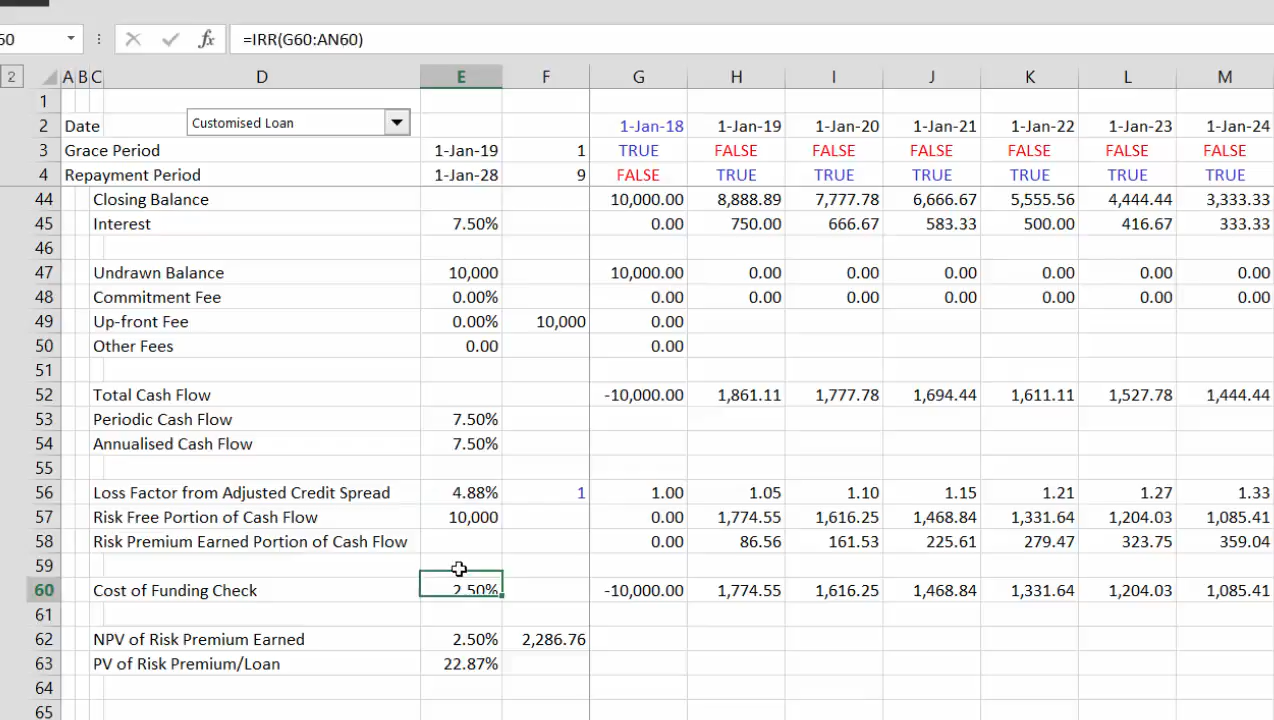 60 fx =IRR(G60:AN60)
2 A B C D E F G H I J K L M
1
2 Date Customised Loan 1-Jan-18 1-Jan-19 1-Jan-20 1-Jan-21 1-Jan-22 1-Jan-23 1-Jan-24
3 Grace Period 1-Jan-19 1 TRUE FALSE FALSE FALSE FALSE FALSE FALSE
4 Repayment Period 1-Jan-28 9 FALSE TRUE TRUE TRUE TRUE TRUE TRUE
44 Closing Balance 10,000.00 8,888.89 7,777.78 6,666.67 5,555.56 4,444.44 3,333.33
45 Interest 7.50% 0.00 750.00 666.67 583.33 500.00 416.67 333.33
46
47 Undrawn Balance 10,000 10,000.00 0.00 0.00 0.00 0.00 0.00 0.00
48 Commitment Fee 0.00% 0.00 0.00 0.00 0.00 0.00 0.00 0.00
49 Up-front Fee 0.00% 10,000 0.00
50 Other Fees 0.00 0.00
51
52 Total Cash Flow -10,000.00 1,861.11 1,777.78 1,694.44 1,611.11 1,527.78 1,444.44
53 Periodic Cash Flow 7.50%
54 Annualised Cash Flow 7.50%
55
56 Loss Factor from Adjusted Credit Spread 4.88% 1 1.00 1.05 1.10 1.15 1.21 1.27 1.33
57 Risk Free Portion of Cash Flow 10,000 0.00 1,774.55 1,616.25 1,468.84 1,331.64 1,204.03 1,085.41
58 Risk Premium Earned Portion of Cash Flow 0.00 86.56 161.53 225.61 279.47 323.75 359.04
59
60 Cost of Funding Check 2.50% -10,000.00 1,774.55 1,616.25 1,468.84 1,331.64 1,204.03 1,085.41
61
62 NPV of Risk Premium Earned 2.50% 2,286.76
63 PV of Risk Premium/Loan 22.87%
64
65